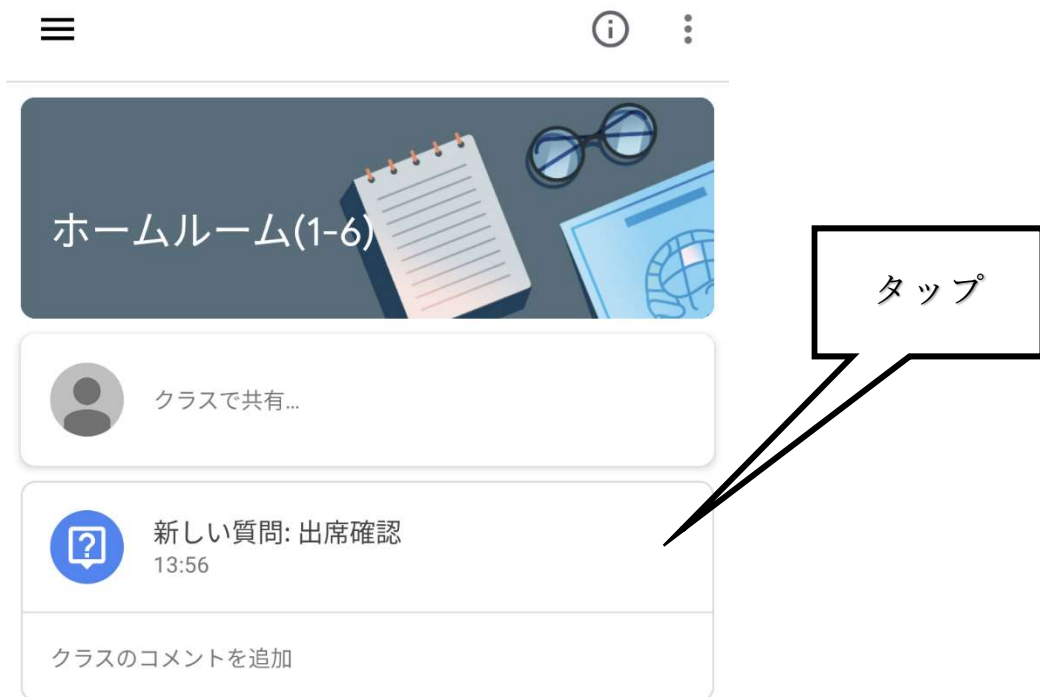 ホームルーム(1-6)
タップ
クラスで共有...
新しい質問: 出席確認
13:56
クラスのコメントを追加